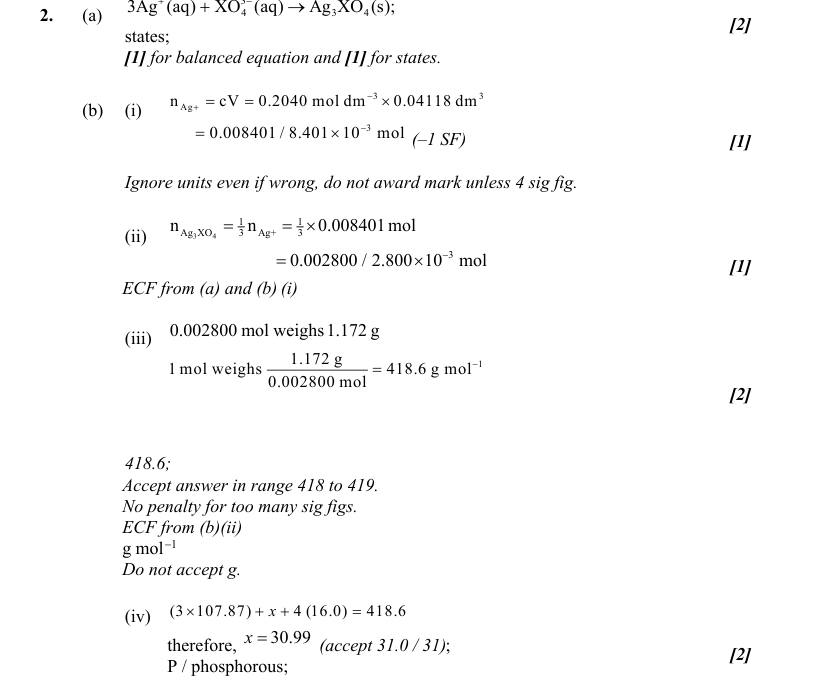 2. (a) 3Ag⁺(aq) + XO₄³⁻(aq) → Ag₃XO₄(s);
[2]
states;
[1] for balanced equation and [1] for states.
(b) (i) n Ag+ = cV = 0.2040 mol dm⁻³ × 0.04118 dm³
= 0.008401 / 8.401 × 10⁻³ mol (–1 SF)
[1]
Ignore units even if wrong, do not award mark unless 4 sig fig.
(ii) n Ag₃XO₄ = 1/3 n Ag+ = 1/3 × 0.008401 mol
= 0.002800 / 2.800×10⁻³ mol
[1]
ECF from (a) and (b) (i)
(iii) 0.002800 mol weighs 1.172 g
1 mol weighs 1.172 g / 0.002800 mol = 418.6 g mol⁻¹
[2]
418.6;
Accept answer in range 418 to 419.
No penalty for too many sig figs.
ECF from (b)(ii)
g mol⁻¹
Do not accept g.
(iv) (3×107.87) + x + 4 (16.0) = 418.6
therefore, x = 30.99 (accept 31.0 / 31);
[2]
P / phosphorous;